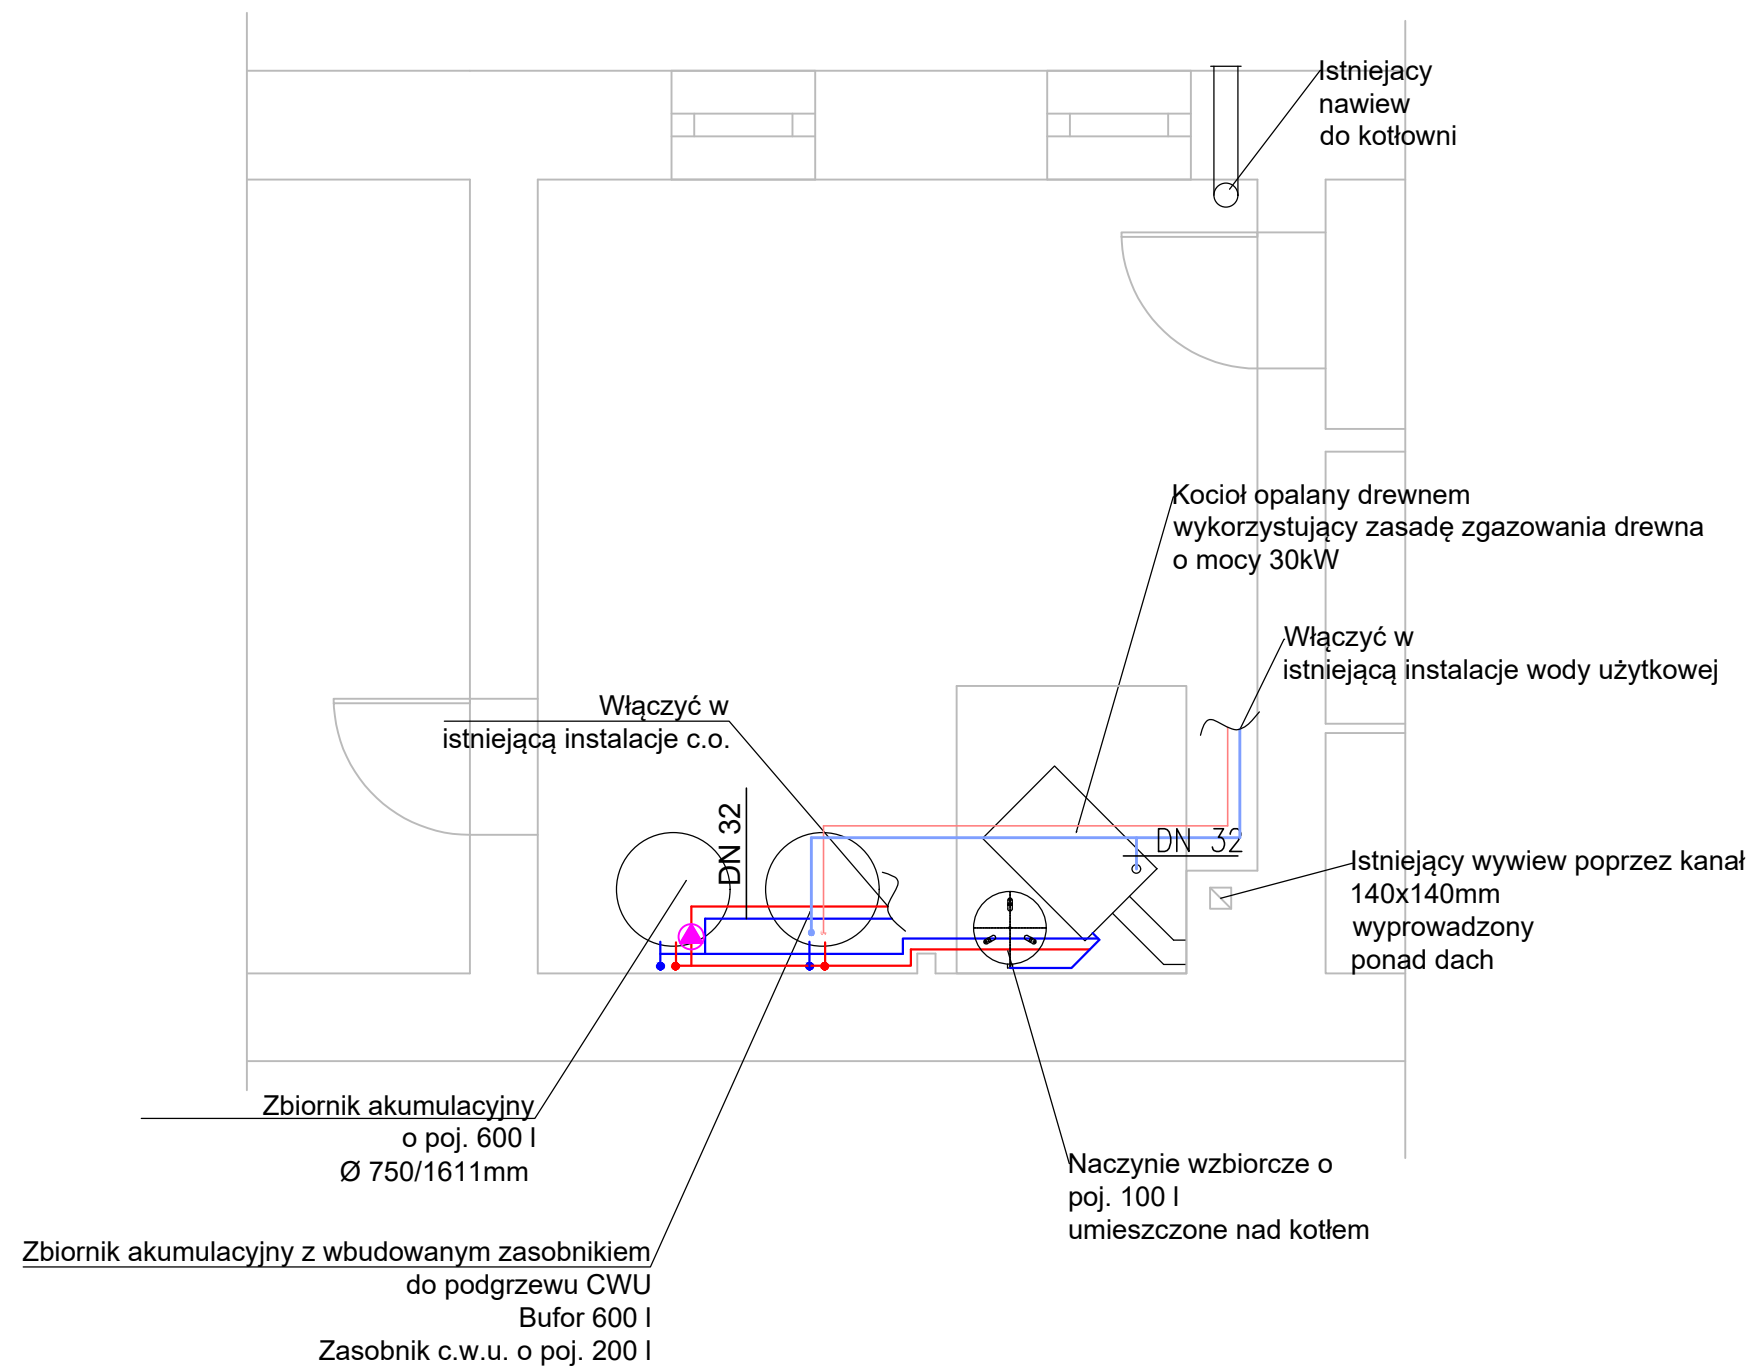 Istniejacy
nawiew
do kotłowni
Kocioł opalany drewnem
wykorzystujący zasadę zgazowania drewna
o mocy 30kW
Włączyć w
istniejącą instalacje wody użytkowej
Włączyć w
istniejącą instalacje c.o.
DN 32
DN 32
Istniejący wywiew poprzez kanał
140x140mm
wyprowadzony
ponad dach
Zbiornik akumulacyjny
o poj. 600 l
Ø 750/1611mm
Naczynie wzbiorcze o
poj. 100 l
umieszczone nad kotłem
Zbiornik akumulacyjny z wbudowanym zasobnikiem
do podgrzewu CWU
Bufor 600 l
Zasobnik c.w.u. o poj. 200 l